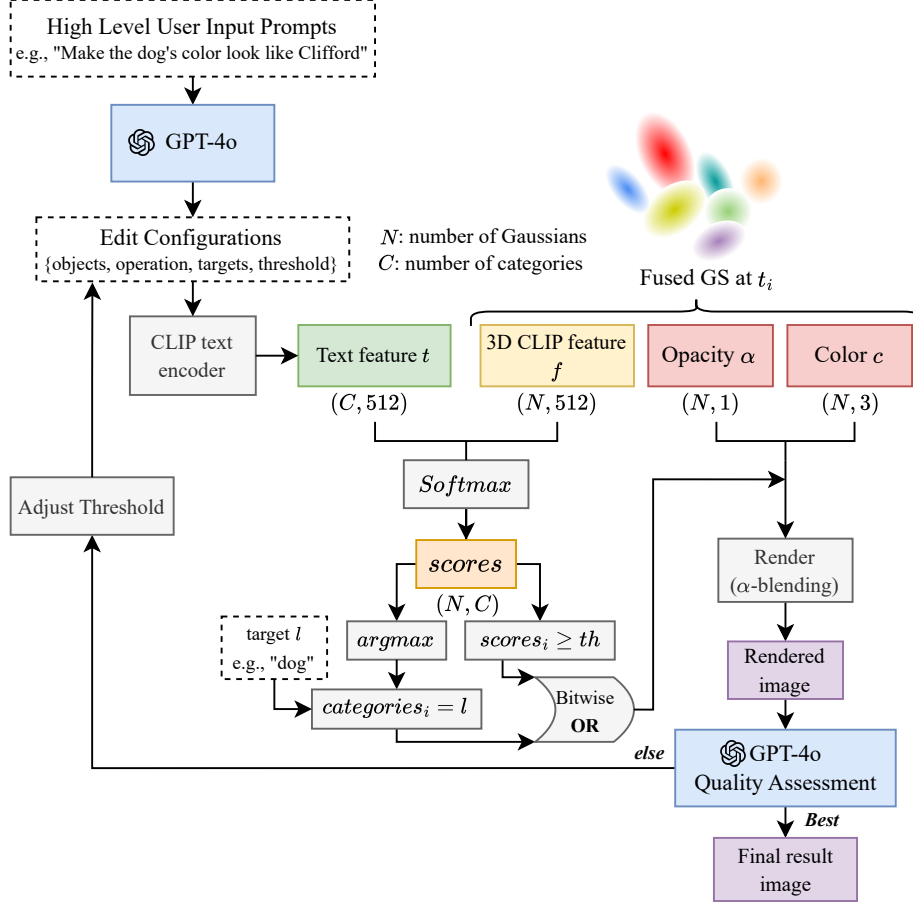 High Level User Input Prompts
e.g., "Make the dog's color look like Clifford"
GPT-4o
Edit Configurations
{objects, operation, targets, threshold}
N: number of Gaussians
C: number of categories
Fused GS at t_i
CLIP text
encoder
Text feature t
(C, 512)
3D CLIP feature
f
(N, 512)
Opacity α
(N, 1)
Color c
(N, 3)
Adjust Threshold
Softmax
scores
(N, C)
target l
e.g., "dog"
argmax
scores_i ≥ th
categories_i = l
Bitwise
OR
Render
(α-blending)
Rendered
image
else
GPT-4o
Quality Assessment
Best
Final result
image